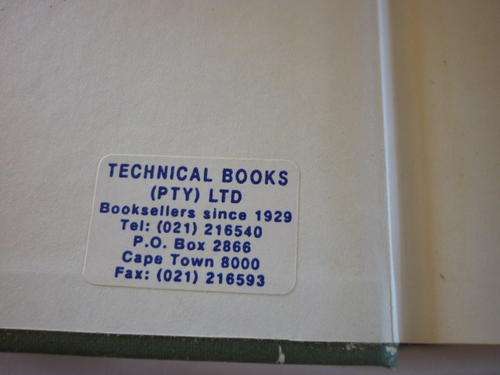 TECHNICAL BOOKS
(PTY) LTD
Booksellers since 1929
Tel: (021) 216540
P.O. Box 2866
Cape Town 8000
Fax: (021) 216593